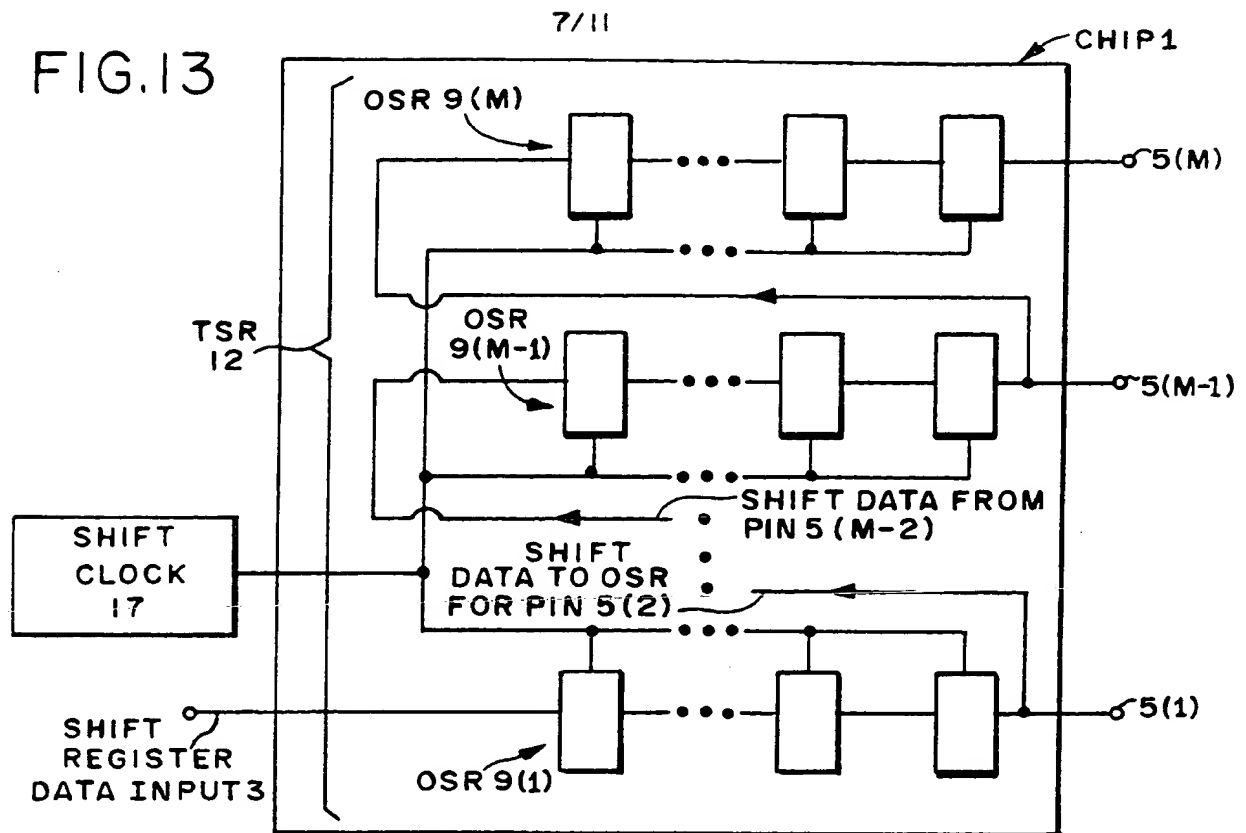 7/11
FIG.13
CHIP1
OSR 9(M)
5(M)
TSR
12
OSR
9(M-1)
5(M-1)
SHIFT DATA FROM
PIN 5 (M-2)
SHIFT
CLOCK
17
SHIFT
DATA TO OSR
FOR PIN 5(2)
SHIFT
REGISTER
DATA INPUT3
OSR 9(1)
5(1)